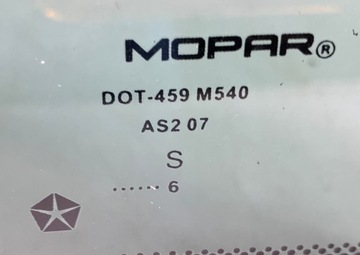 MOPAR®
DOT-459 M540
AS2 07
S
...... 6